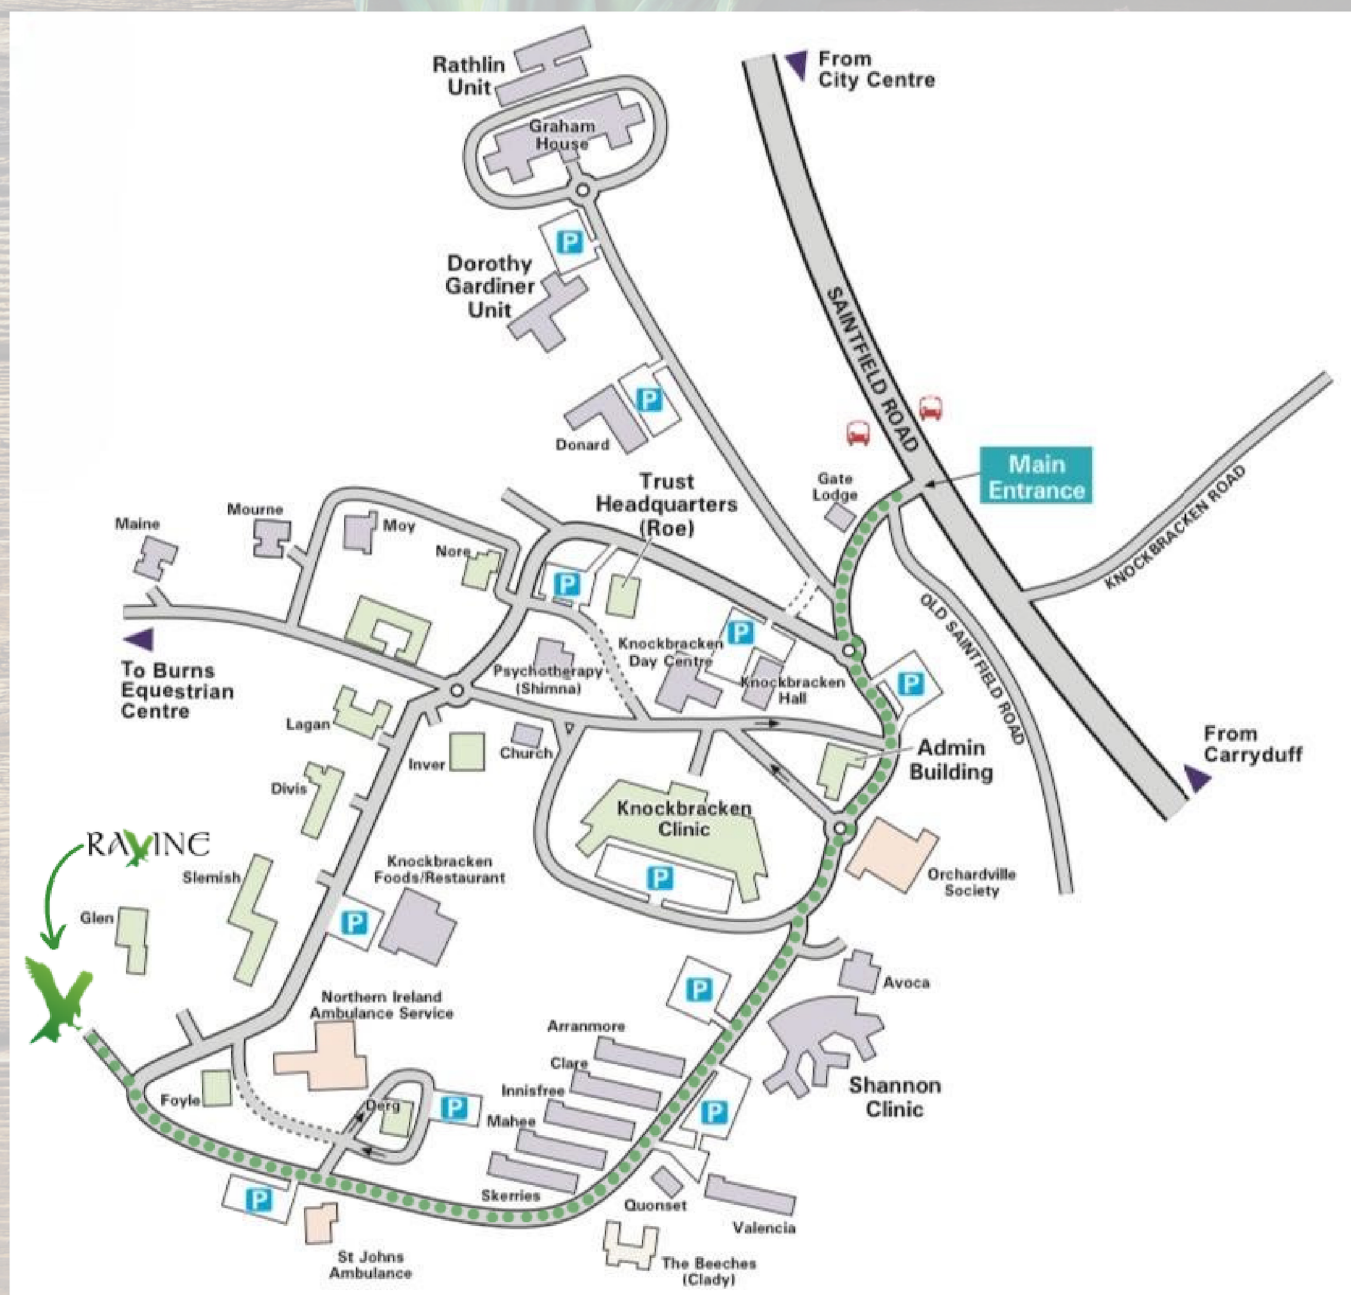 Rathlin
Unit
Graham
House
From
City Centre
P
Dorothy
Gardiner
Unit
SAINTFIELD ROAD
P
Donard
Main
Entrance
Gate
Lodge
Trust
Headquarters
(Roe)
KNOCKBRACKEN ROAD
Maine
Mourne
Moy
Nore
P
OLD SAINTFIELD ROAD
P
Knockbracken
Day Centre
Psychotherapy
(Shimna)
Knockbracken
Hall
P
To Burns
Equestrian
Centre
Lagan
Inver
Church
Admin
Building
From
Carryduff
Divis
Knockbracken
Clinic
P
RAVINE
Slemish
Knockbracken
Foods/Restaurant
Orchardville
Society
Glen
P
Northern Ireland
Ambulance Service
P
Avoca
Arranmore
Clare
Innisfree
Mahee
Skerries
Shannon
Clinic
Foyle
Derg
P
P
P
Quonset
Valencia
St Johns
Ambulance
The Beeches
(Clady)